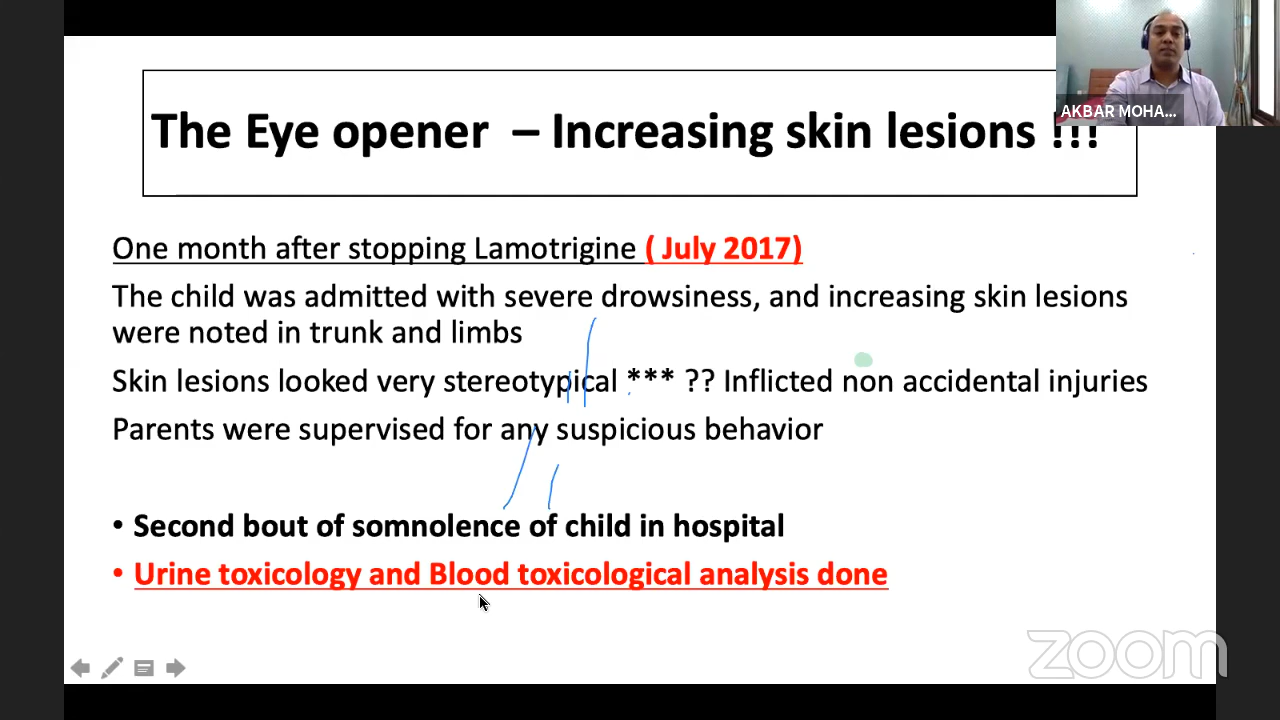 AKBAR MOHA...
The Eye opener – Increasing skin lesions !!!
One month after stopping Lamotrigine ( July 2017)
The child was admitted with severe drowsiness, and increasing skin lesions
were noted in trunk and limbs
Skin lesions looked very stereotypical *** ?? Inflicted non accidental injuries
Parents were supervised for any suspicious behavior
• Second bout of somnolence of child in hospital
• Urine toxicology and Blood toxicological analysis done
zoom